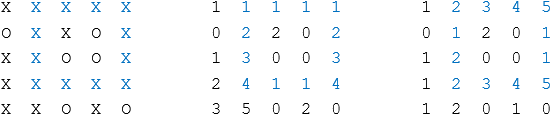 X X X X X 1 1 1 1 1 1 2 3 4 5
O X X O X 0 2 2 0 2 0 1 2 0 1
X X O O X 1 3 0 0 3 1 2 0 0 1
X X X X X 2 4 1 1 4 1 2 3 4 5
X X O X O 3 5 0 2 0 1 2 0 1 0